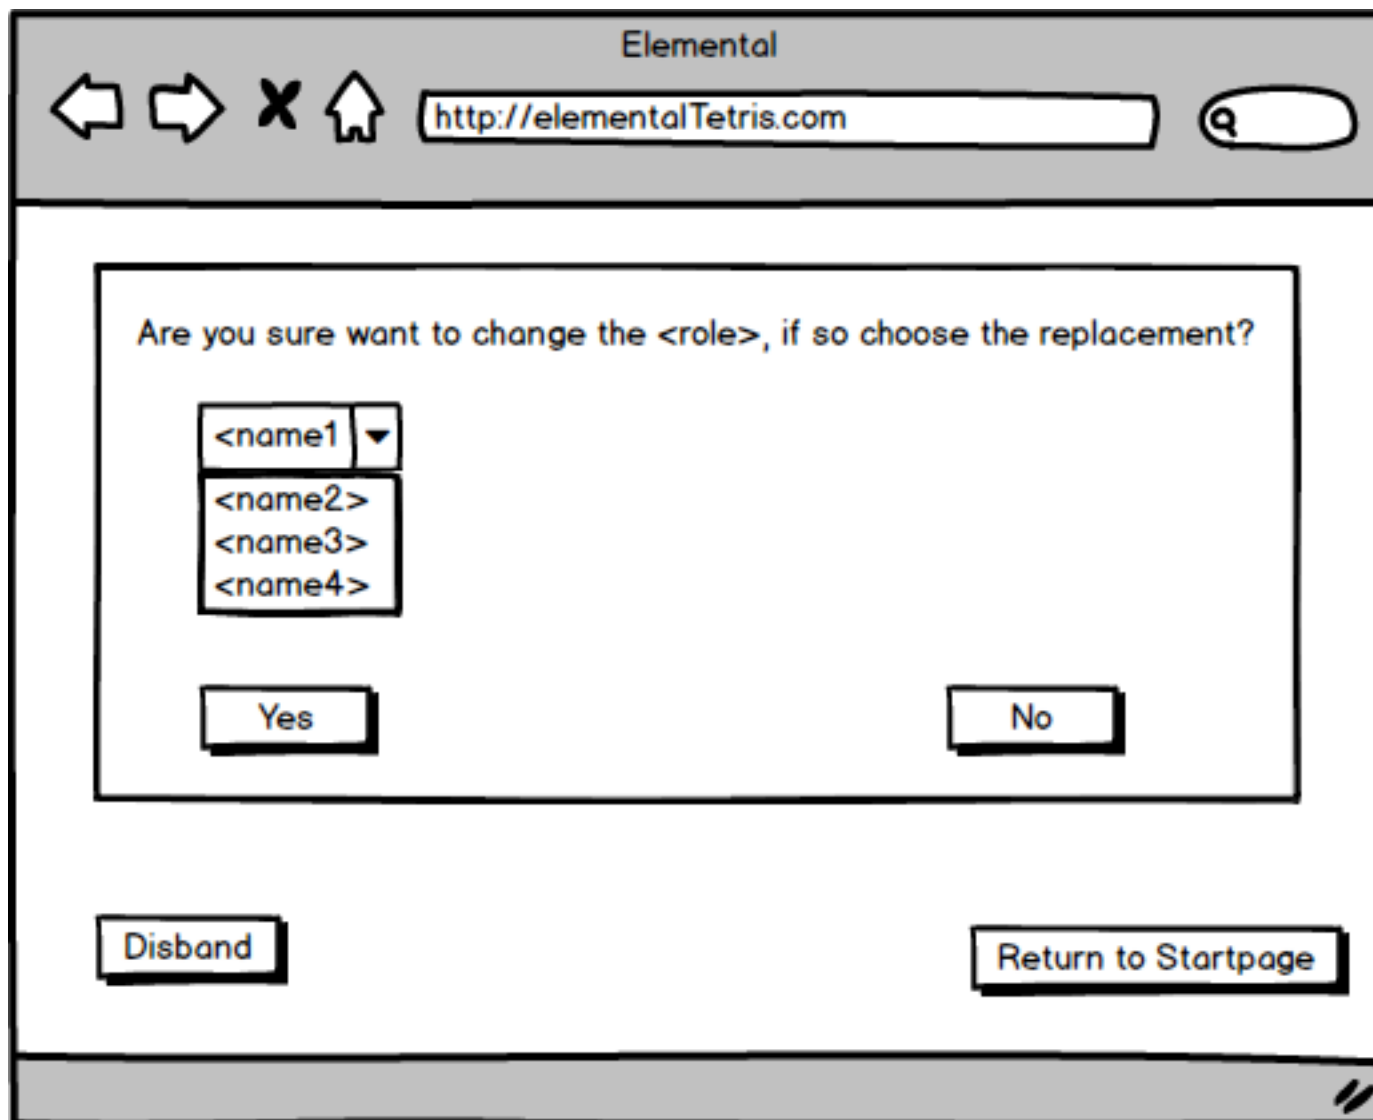 Elemental
http://elementalTetris.com
Are you sure want to change the <role>, if so choose the replacement?
<name1
<name2>
<name3>
<name4>
Yes
No
Disband
Return to Startpage